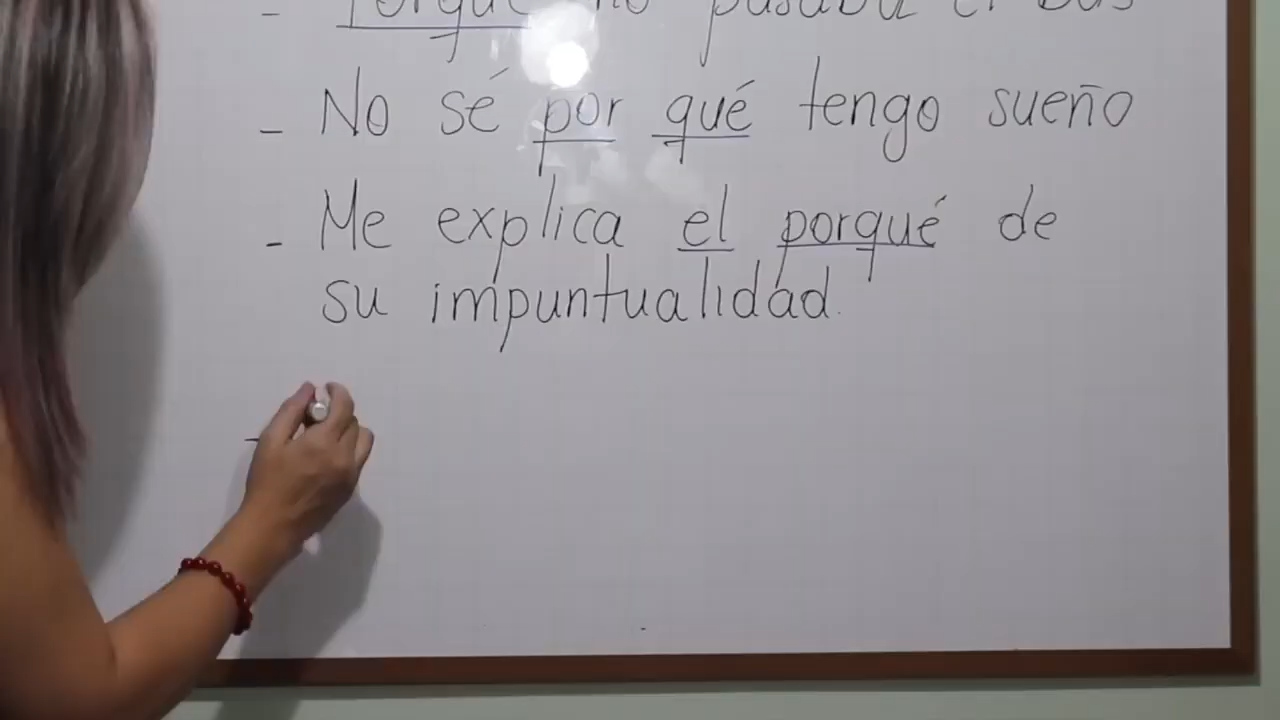 - Porque no pasaba el bus
- No sé por qué tengo sueño
- Me explica el porqué de
su impuntualidad.
-